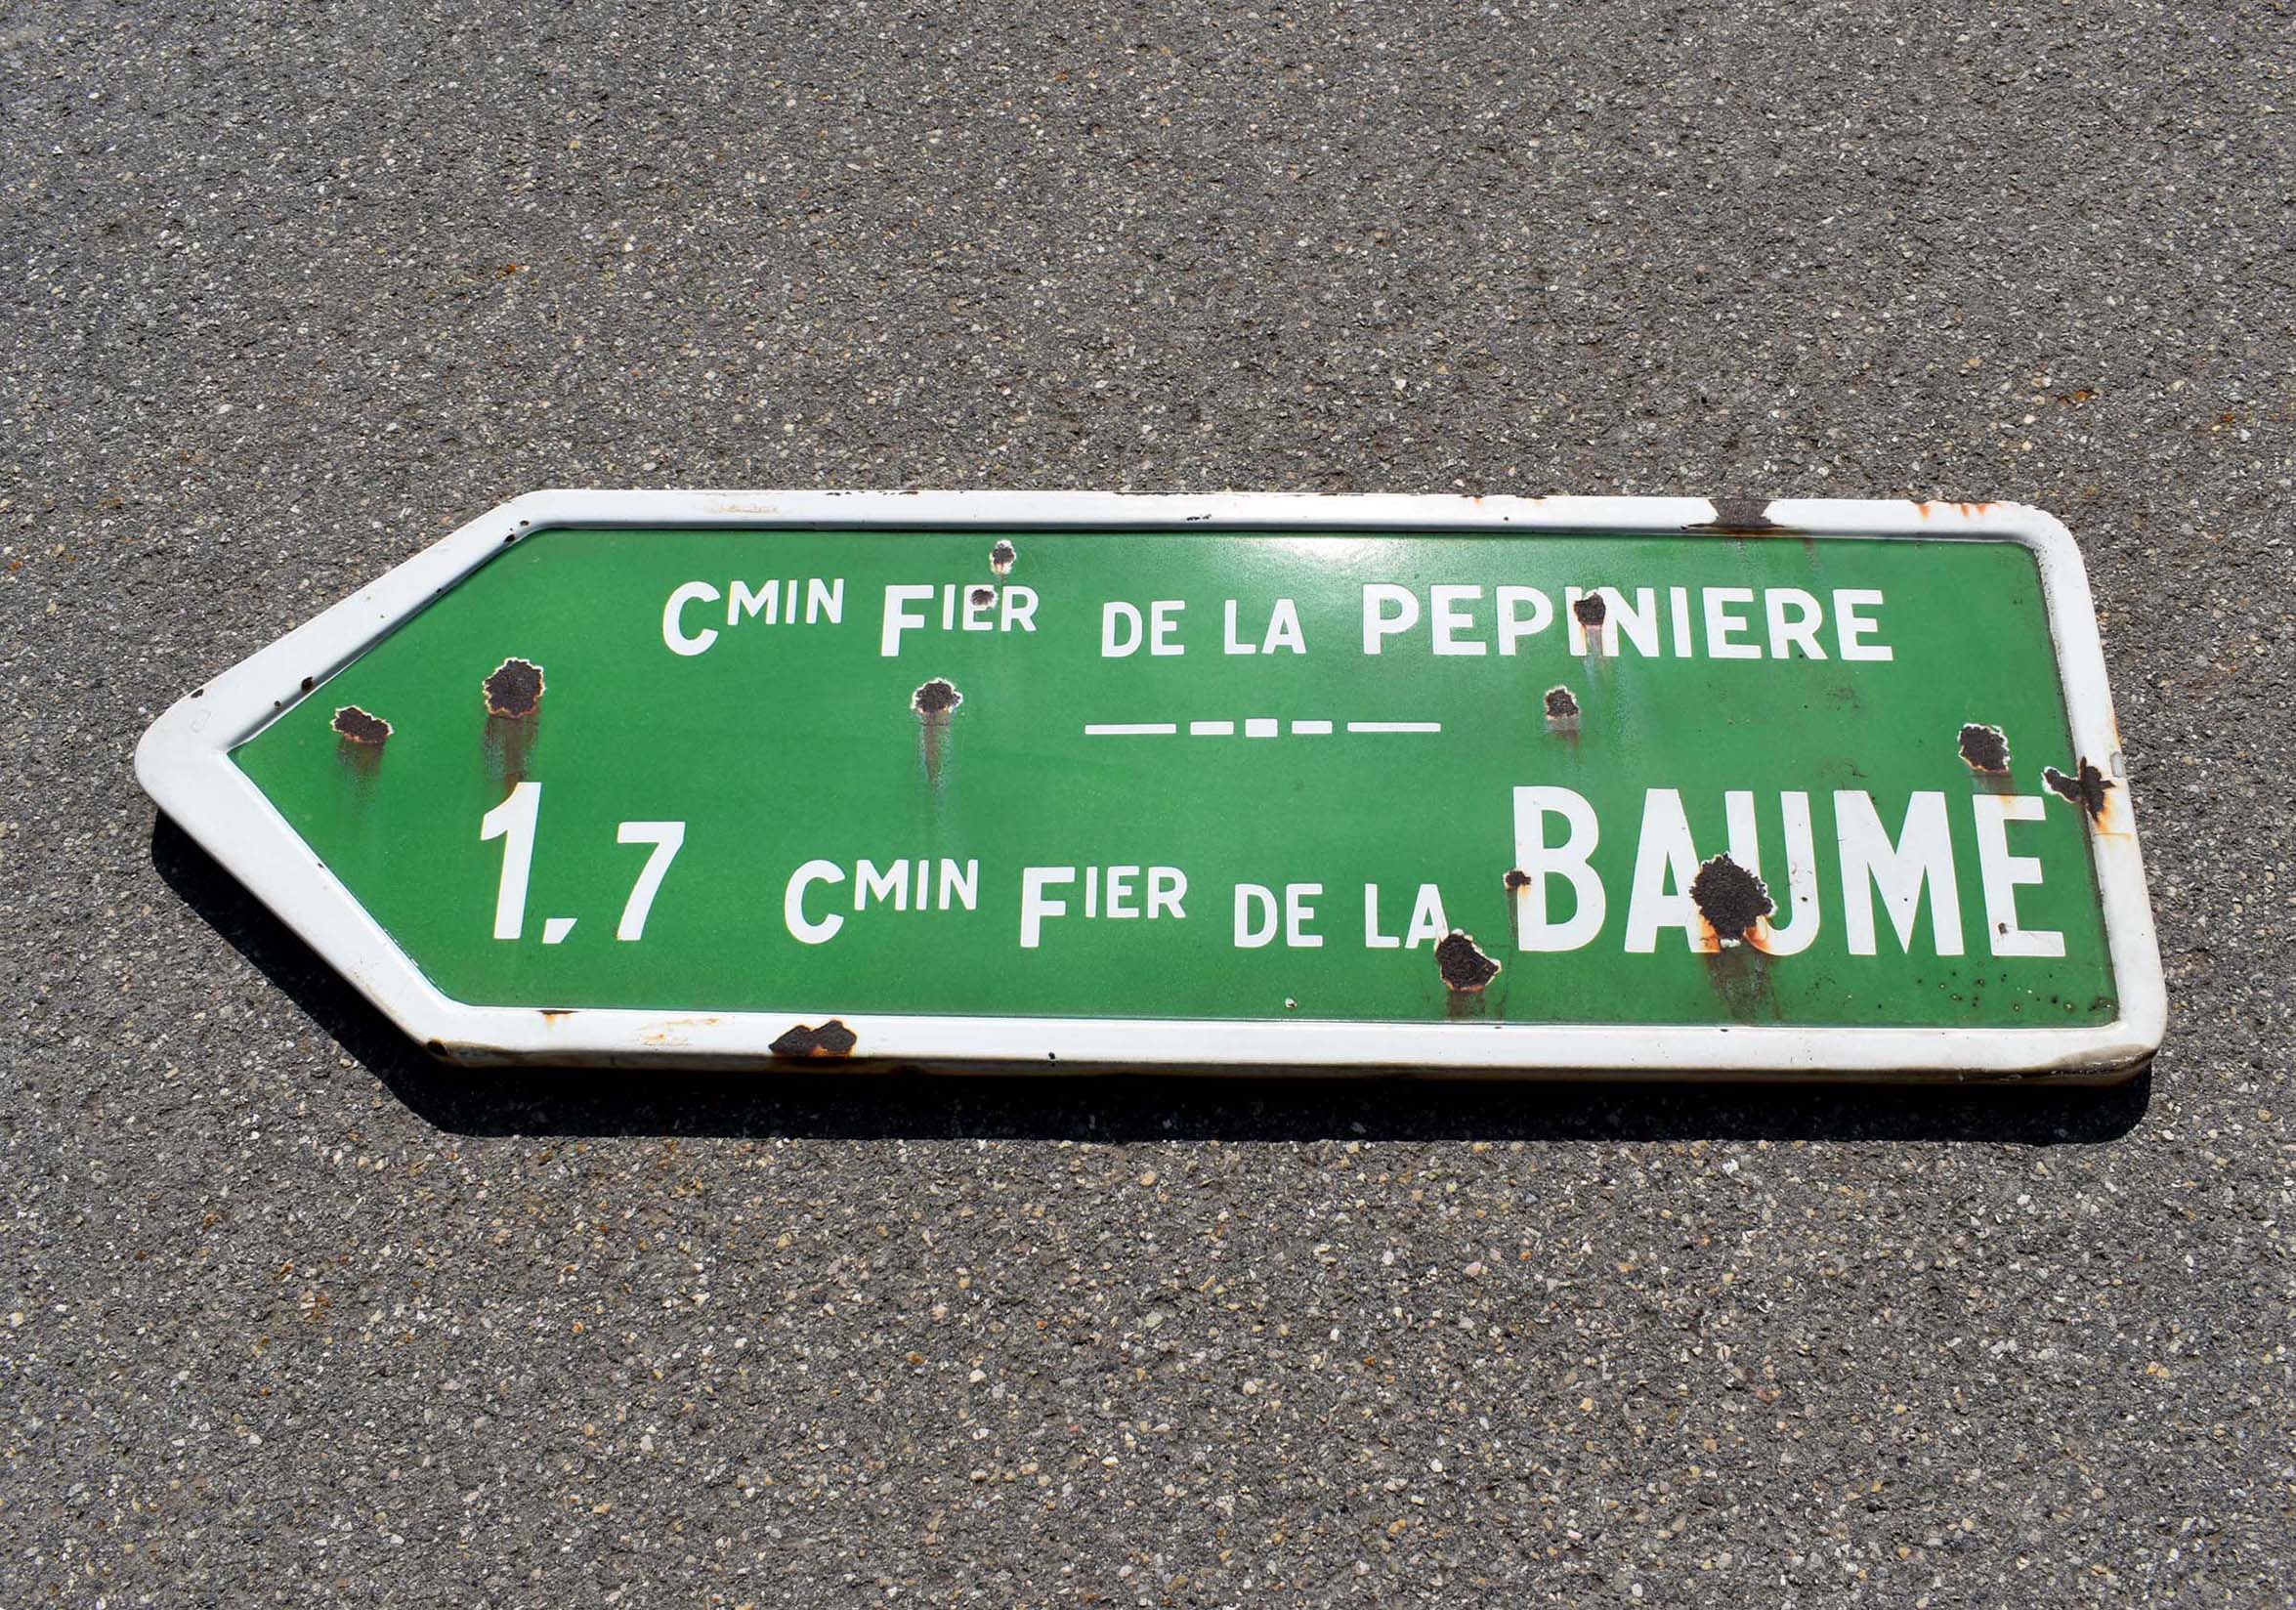 CMIN FIER DE LA PEPINIERE
1,7 CMIN FIER DE LA BAUME